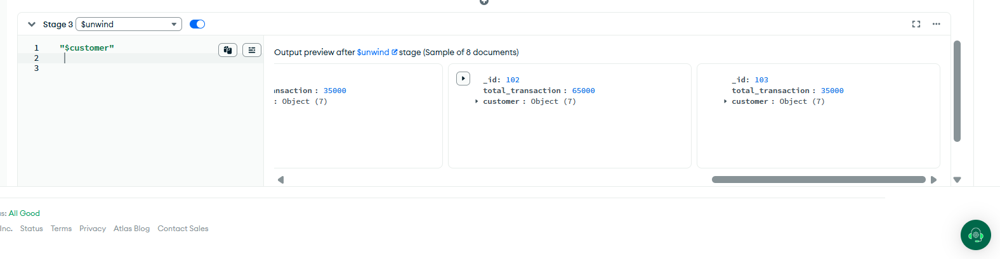 Stage 3 $unwind
1 "$customer"
2
3
Output preview after $unwind stage (Sample of 8 documents)
nsaction : 35000
: Object (7)
_id: 102
total_transaction : 65000
customer : Object (7)
_id: 103
total_transaction : 35000
customer : Object (7)
us: All Good
Inc. Status Terms Privacy Atlas Blog Contact Sales